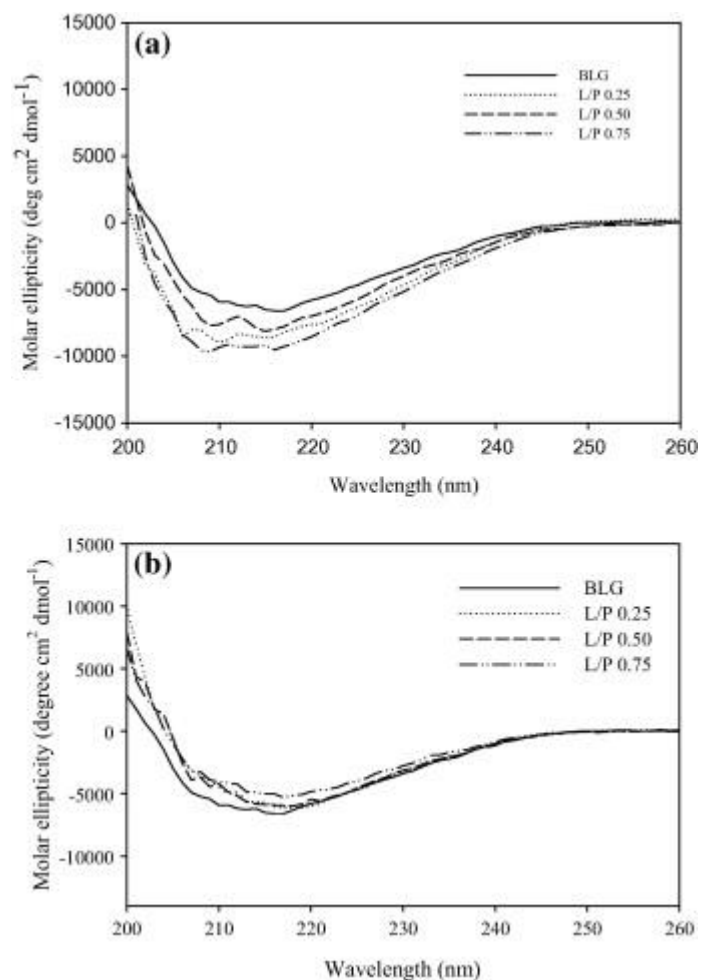 (a)
BLG
L/P 0.25
L/P 0.50
L/P 0.75
15000
10000
5000
0
-5000
-10000
-15000
Molar ellipticity (deg cm² dmol⁻¹)
200 210 220 230 240 250 260
Wavelength (nm)
(b)
BLG
L/P 0.25
L/P 0.50
L/P 0.75
15000
10000
5000
0
-5000
-10000
Molar ellipticity (degree cm² dmol⁻¹)
200 210 220 230 240 250 260
Wavelength (nm)